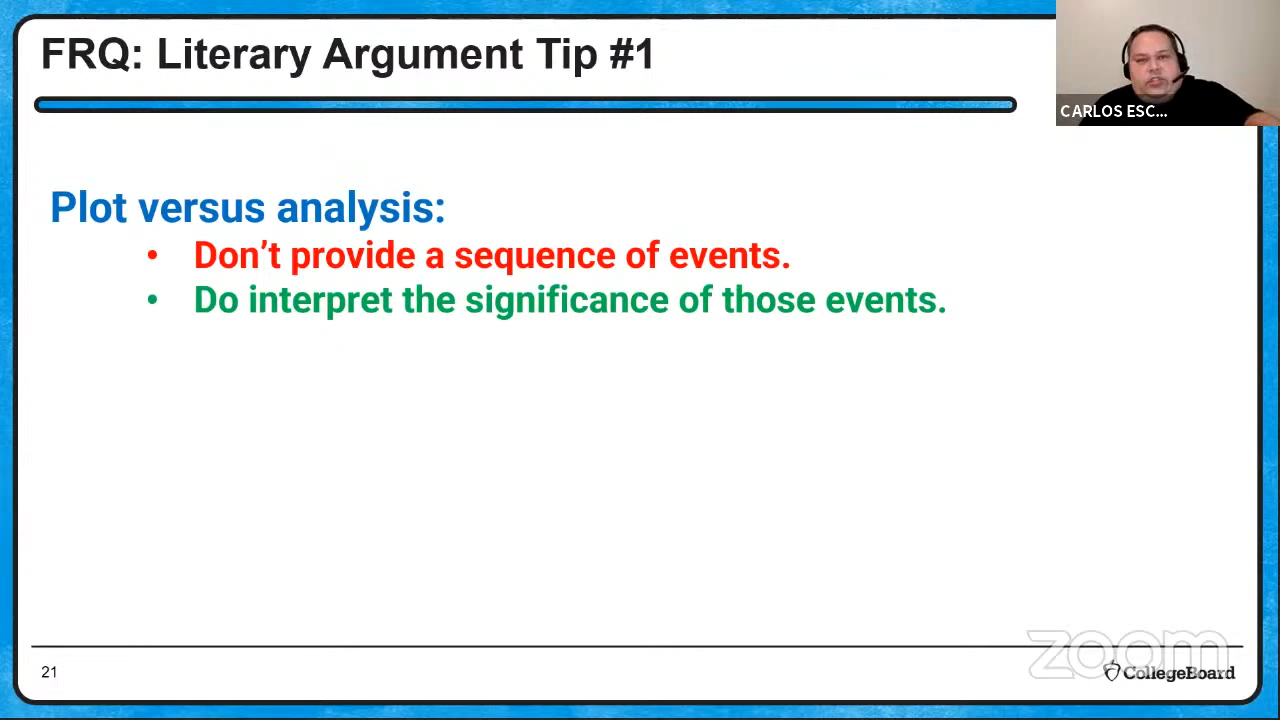 FRQ: Literary Argument Tip #1
CARLOS ESC...
Plot versus analysis:
• Don’t provide a sequence of events.
• Do interpret the significance of those events.
zoom
21
CollegeBoard